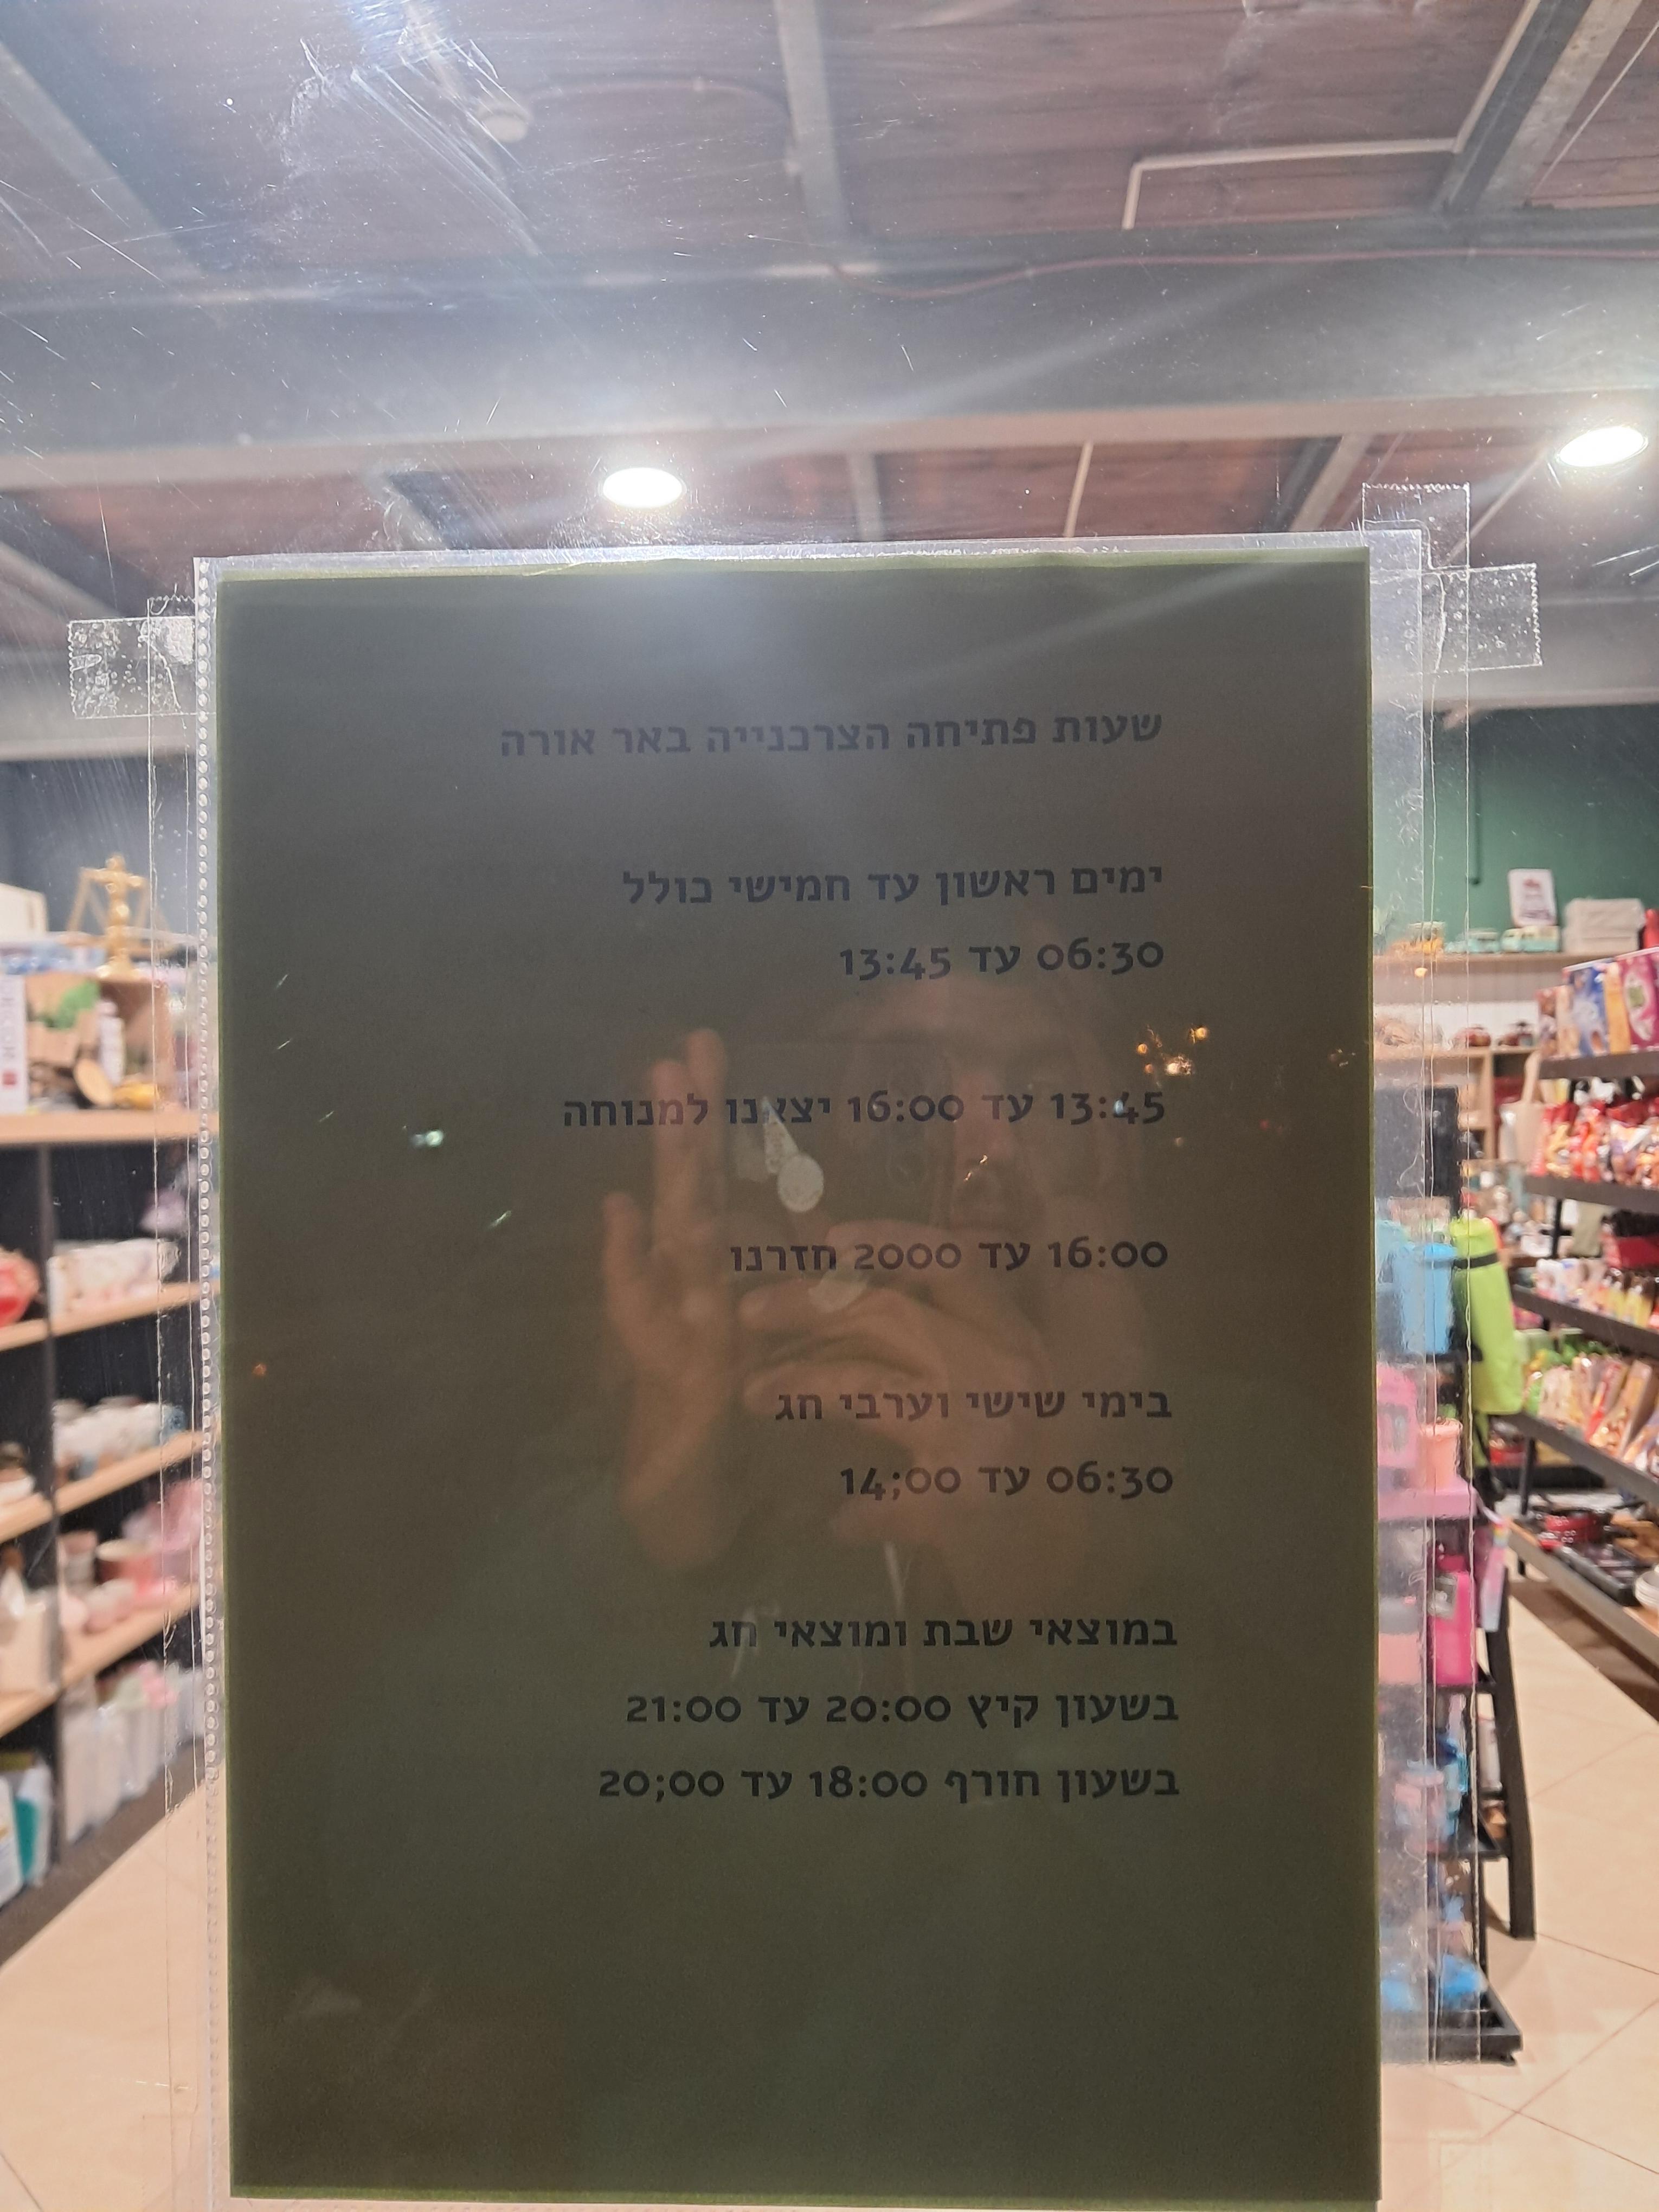 שעות פתיחה הצרכנייה באר אורה
ימים ראשון עד חמישי כולל
06:30 עד 13:45
13:45 עד 16:00 יצאנו למנוחה
16:00 עד 2000 חזרנו
בימי שישי וערבי חג
06:30 עד 14;00
במוצאי שבת ומוצאי חג
בשעון קיץ 20:00 עד 21:00
בשעון חורף 18:00 עד 20;00